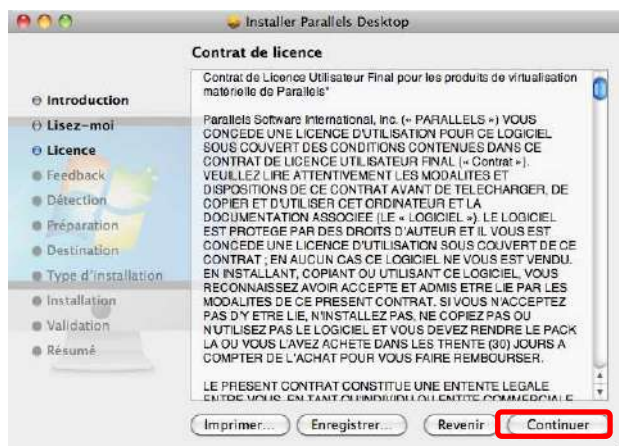 Installer Parallels Desktop
Contrat de licence
Introduction
Lisez-moi
Licence
Feedback
Détection
Préparation
Destination
Type d'installation
Installation
Validation
Résumé
Contrat de Licence Utilisateur Final pour les produits de virtualisation
matérielle de Parallels*
Parallels Software International, Inc. (« PARALLELS ») VOUS
CONCEDE UNE LICENCE D'UTILISATION POUR CE LOGICIEL
SOUS COUVERT DES CONDITIONS CONTENUES DANS CE
CONTRAT DE LICENCE UTILISATEUR FINAL (« Contrat »).
VEUILLEZ LIRE ATTENTIVEMENT LES MODALITES ET
DISPOSITIONS DE CE CONTRAT AVANT DE TELECHARGER, DE
COPIER ET D'UTILISER CET ORDINATEUR ET LA
DOCUMENTATION ASSOCIEE (LE « LOGICIEL »). LE LOGICIEL
EST PROTEGE PAR DES DROITS D'AUTEUR ET IL VOUS EST
CONCEDE UNE LICENCE D'UTILISATION SOUS COUVERT DE CE
CONTRAT ; EN AUCUN CAS CE LOGICIEL NE VOUS EST VENDU.
EN INSTALLANT, COPIANT OU UTILISANT CE LOGICIEL, VOUS
RECONNAISSEZ AVOIR ACCEPTE ET ADMIS ETRE LIE PAR LES
MODALITES DE CE PRESENT CONTRAT. SI VOUS N'ACCEPTEZ
PAS D'Y ETRE LIE, N'INSTALLEZ PAS, NE COPIEZ PAS OU
N'UTILISEZ PAS LE LOGICIEL ET VOUS DEVEZ RENDRE LE PACK
LA OU VOUS L'AVEZ ACHETE DANS LES TRENTE (30) JOURS A
COMPTER DE L'ACHAT POUR VOUS FAIRE REMBOURSER.
LE PRESENT CONTRAT CONSTITUE UNE ENTENTE LEGALE
ENTRE VOUS, EN TANT QU'INDIVIDU OU ENTITE COMMERCIALE
Imprimer... Enregistrer... Revenir Continuer